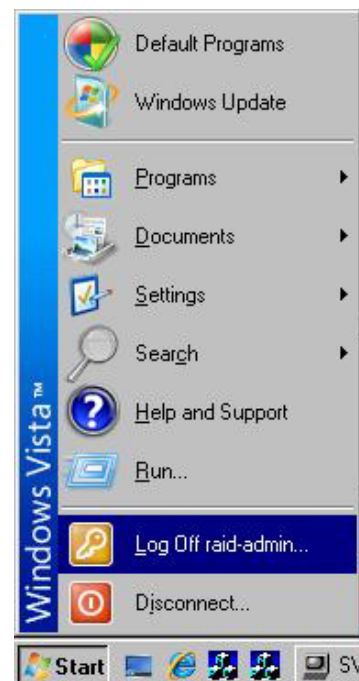 Default Programs
Windows Update
Programs
Documents
Settings
Search
Help and Support
Run...
Log Off raid-admin...
Disconnect...
Windows Vista™
Start
SV